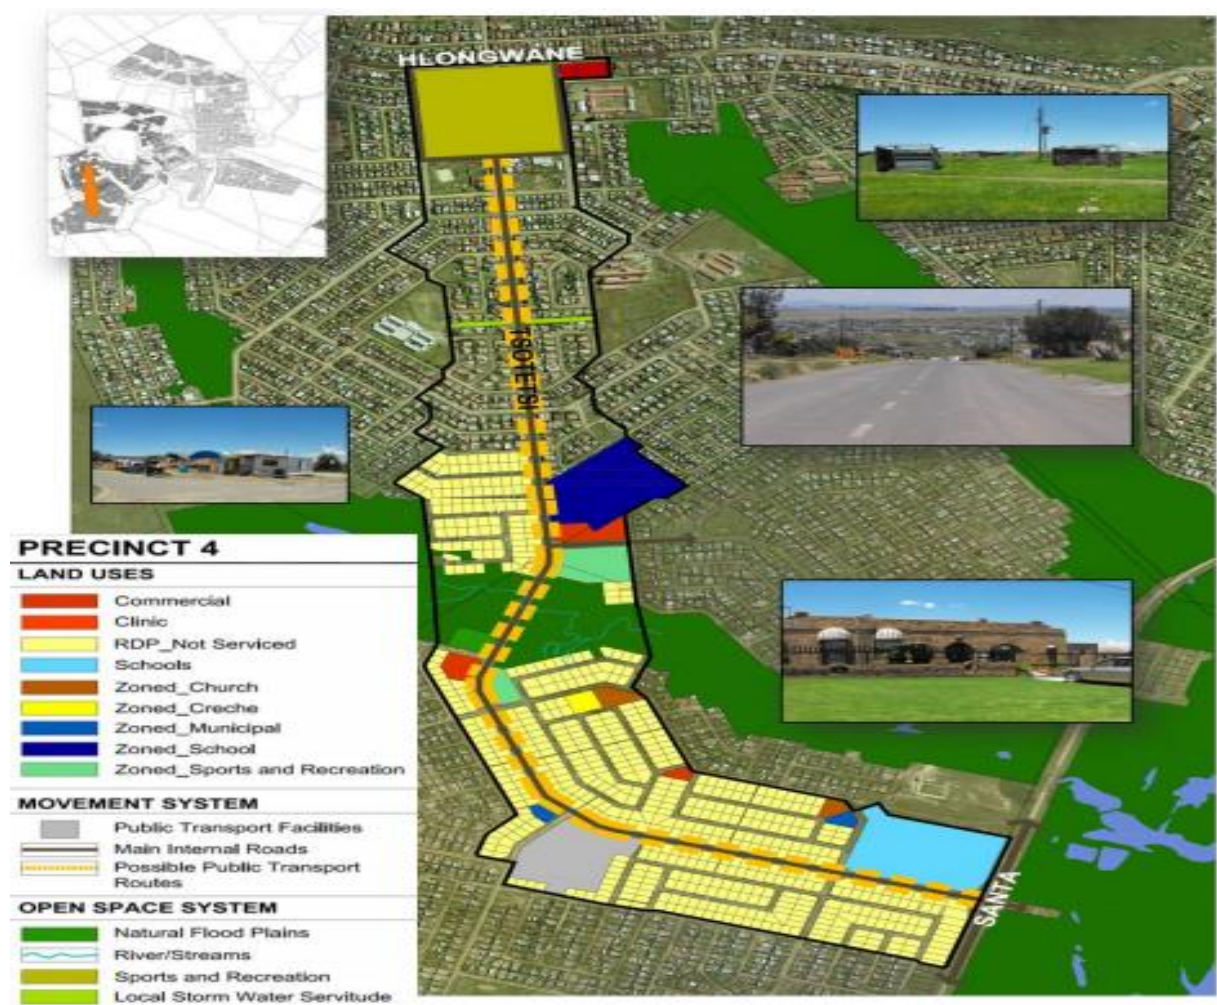 HLONGWANE
TSOTETSI
SANTA
PRECINCT 4
LAND USES
Commercial
Clinic
RDP_Not Serviced
Schools
Zoned_Church
Zoned_Creche
Zoned_Municipal
Zoned_School
Zoned_Sports and Recreation
MOVEMENT SYSTEM
Public Transport Facilities
Main Internal Roads
Possible Public Transport
Routes
OPEN SPACE SYSTEM
Natural Flood Plains
River/Streams
Sports and Recreation
Local Storm Water Servitude